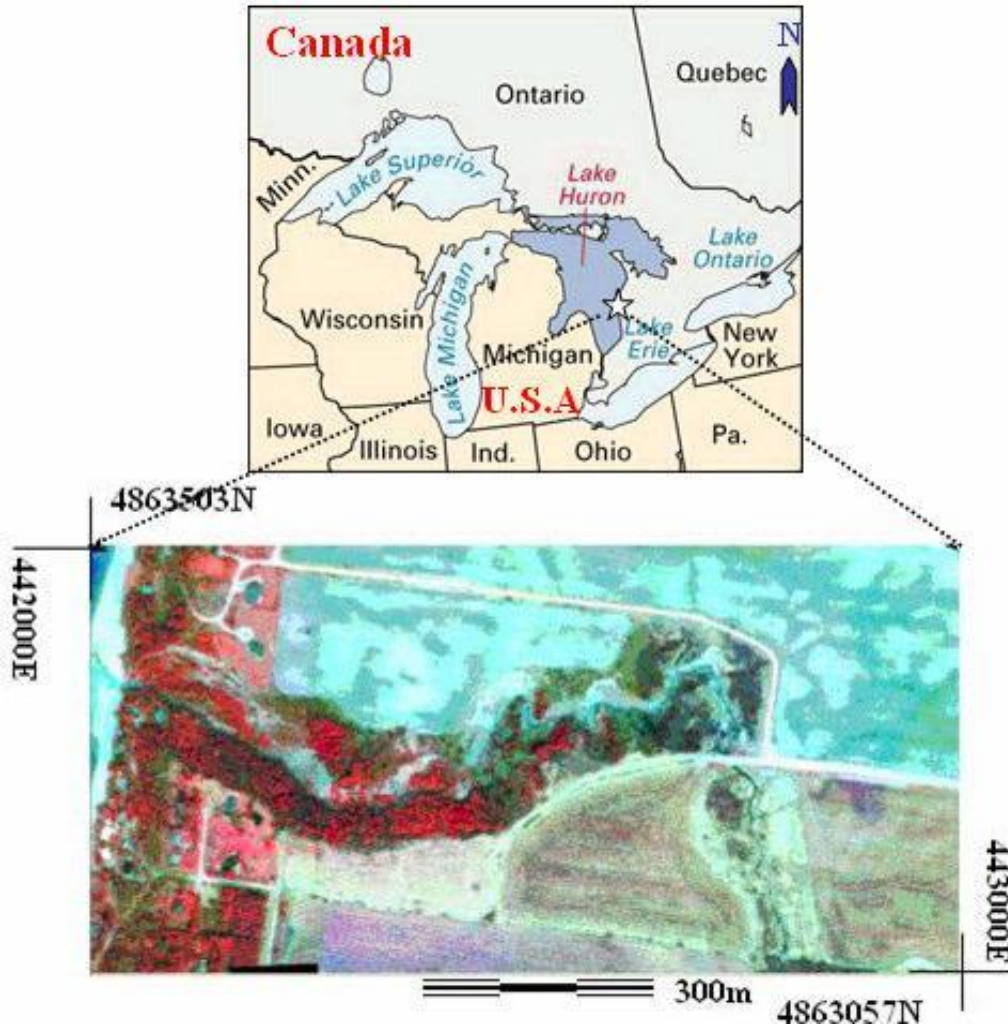 Canada
N
Quebec
Ontario
Minn.
Lake Superior
Lake
Huron
Lake
Ontario
Wisconsin
Lake Michigan
Michigan
Lake
Erie
New
York
U.S.A
Iowa
Illinois
Ind.
Ohio
Pa.
4863503N
442000E
443000E
300m
4863057N